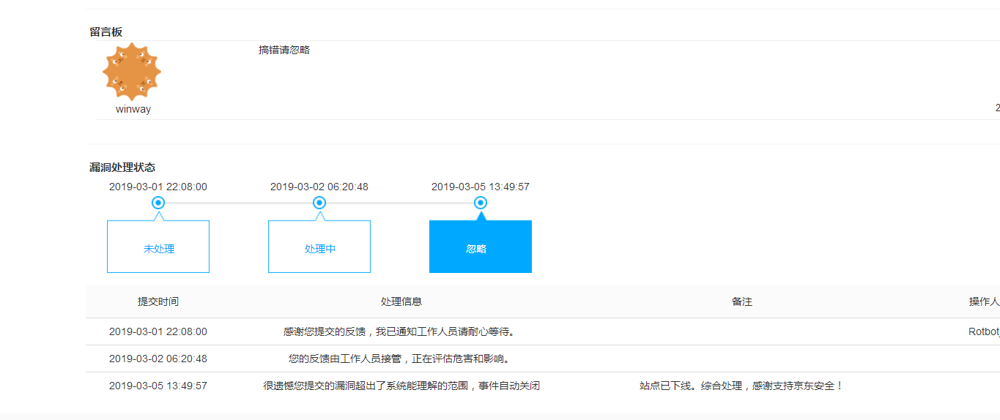 留言板
搞错请忽略
winway
2
漏洞处理状态
2019-03-01 22:08:00 2019-03-02 06:20:48 2019-03-05 13:49:57
未处理 处理中 忽略
提交时间 处理信息 备注 操作人
2019-03-01 22:08:00 感谢您提交的反馈，我已通知工作人员请耐心等待。 Rotbot_
2019-03-02 06:20:48 您的反馈由工作人员接管，正在评估危害和影响。
2019-03-05 13:49:57 很遗憾您提交的漏洞超出了系统能理解的范围，事件自动关闭 站点已下线。综合处理，感谢支持京东安全！